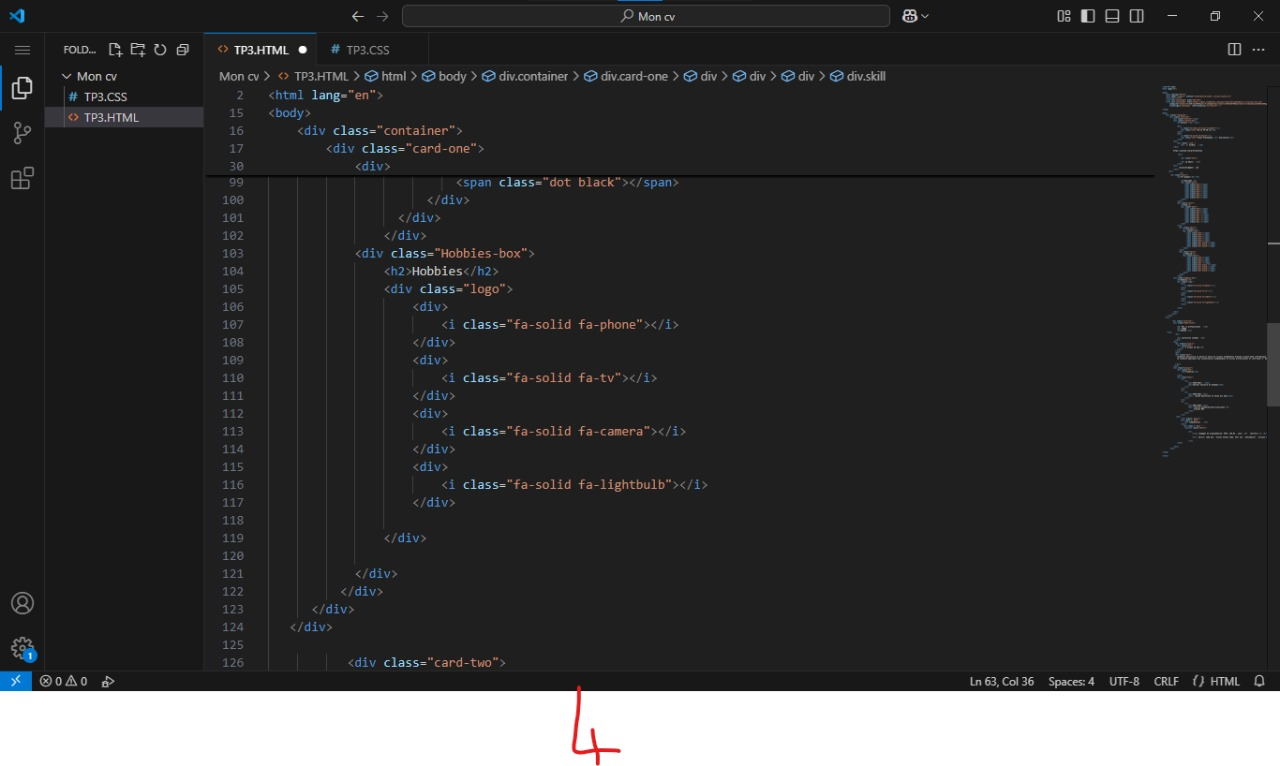 Mon cv
FOLD...
TP3.HTML
# TP3.CSS
Mon cv
# TP3.CSS
<> TP3.HTML
Mon cv > <> TP3.HTML > html > body > div.container > div.card-one > div > div > div > div.skill
2 <html lang="en">
15 <body>
16 <div class="container">
17 <div class="card-one">
30 <div>
99 <span class="dot black"></span>
100 </div>
101 </div>
102 </div>
103 <div class="Hobbies-box">
104 <h2>Hobbies</h2>
105 <div class="logo">
106 <div>
107 <i class="fa-solid fa-phone"></i>
108 </div>
109 <div>
110 <i class="fa-solid fa-tv"></i>
111 </div>
112 <div>
113 <i class="fa-solid fa-camera"></i>
114 </div>
115 <div>
116 <i class="fa-solid fa-lightbulb"></i>
117 </div>
118
119 </div>
120
121 </div>
122 </div>
123 </div>
124 </div>
125
126 <div class="card-two">
1
0 0 Ln 63, Col 36 Spaces: 4 UTF-8 CRLF {} HTML
4